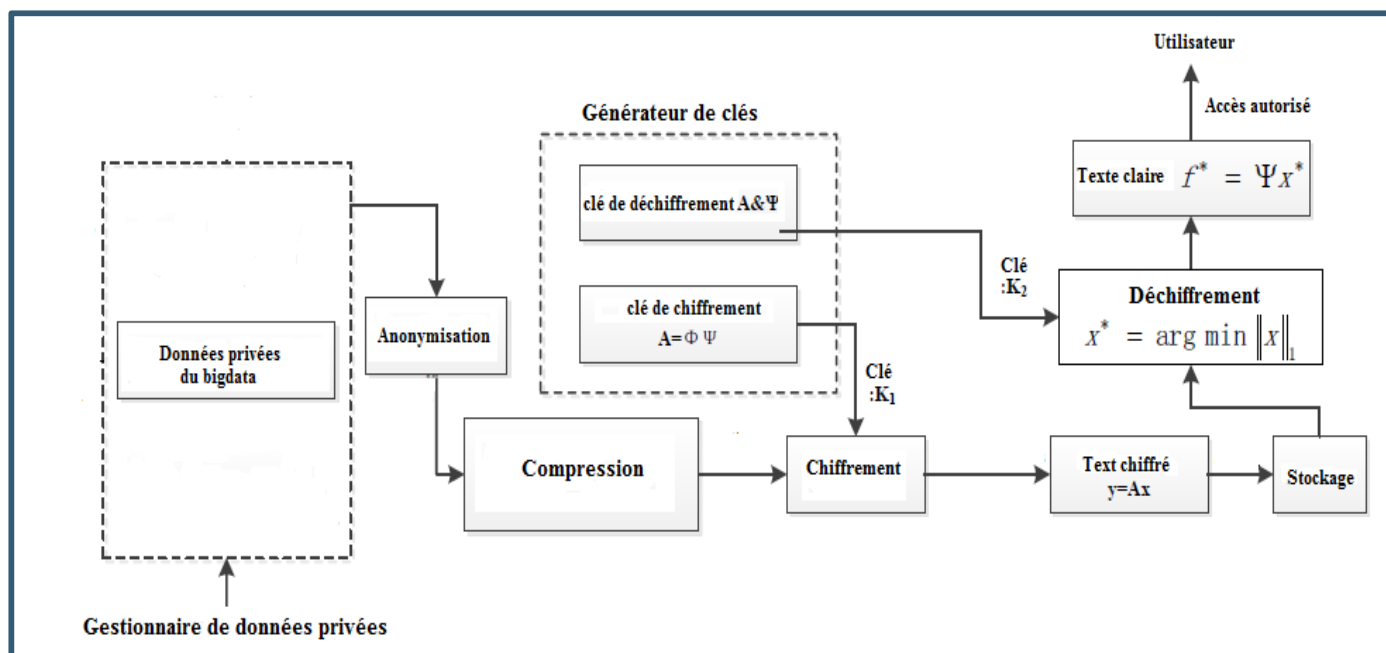 Utilisateur
Accès autorisé
Générateur de clés
Texte claire f* = Ψx*
clé de déchiffrement A&Ψ
Clé
:K₂
clé de chiffrement
A=ΦΨ
Déchiffrement
x* = arg min ‖x‖₁
Anonymisation
Données privées
du bigdata
Clé
:K₁
Compression
Chiffrement
Text chiffré
y=Ax
Stockage
Gestionnaire de données privées